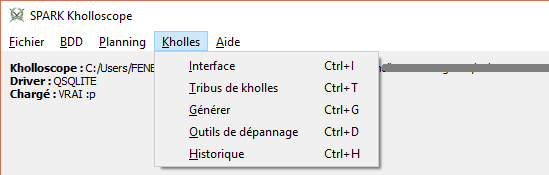 SPARK Kholloscope
Fichier BDD Planning Kholles Aide
Kholloscope : C:/Users/FENE
Driver : QSQLITE
Chargé : VRAI :p
Interface Ctrl+I
Tribus de kholles Ctrl+T
Générer Ctrl+G
Outils de dépannage Ctrl+D
Historique Ctrl+H